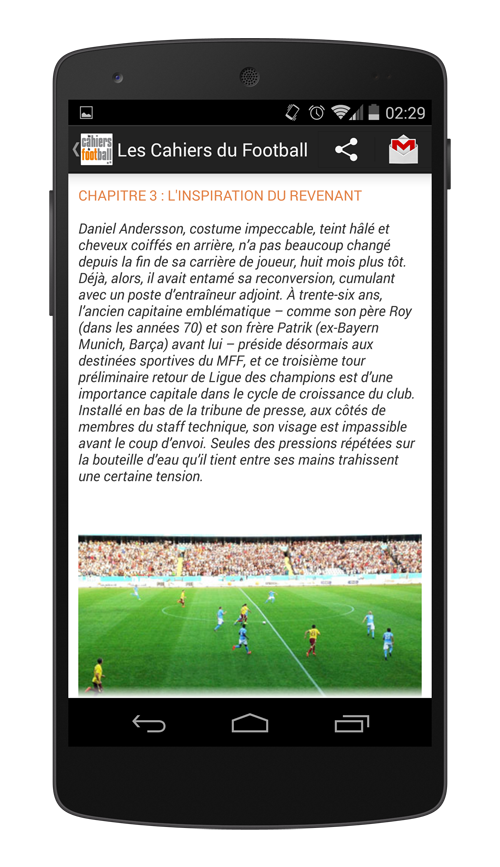 02:29
les
cahiers
du
football
Les Cahiers du Football
CHAPITRE 3 : L'INSPIRATION DU REVENANT
Daniel Andersson, costume impeccable, teint hâlé et
cheveux coiffés en arrière, n’a pas beaucoup changé
depuis la fin de sa carrière de joueur, huit mois plus tôt.
Déjà, alors, il avait entamé sa reconversion, cumulant
avec un poste d’entraîneur adjoint. À trente-six ans,
l’ancien capitaine emblématique – comme son père Roy
(dans les années 70) et son frère Patrik (ex-Bayern
Munich, Barça) avant lui – préside désormais aux
destinées sportives du MFF, et ce troisième tour
préliminaire retour de Ligue des champions est d’une
importance capitale dans le cycle de croissance du club.
Installé en bas de la tribune de presse, aux côtés de
membres du staff technique, son visage est impassible
avant le coup d’envoi. Seules des pressions répétées sur
la bouteille d’eau qu’il tient entre ses mains trahissent
une certaine tension.